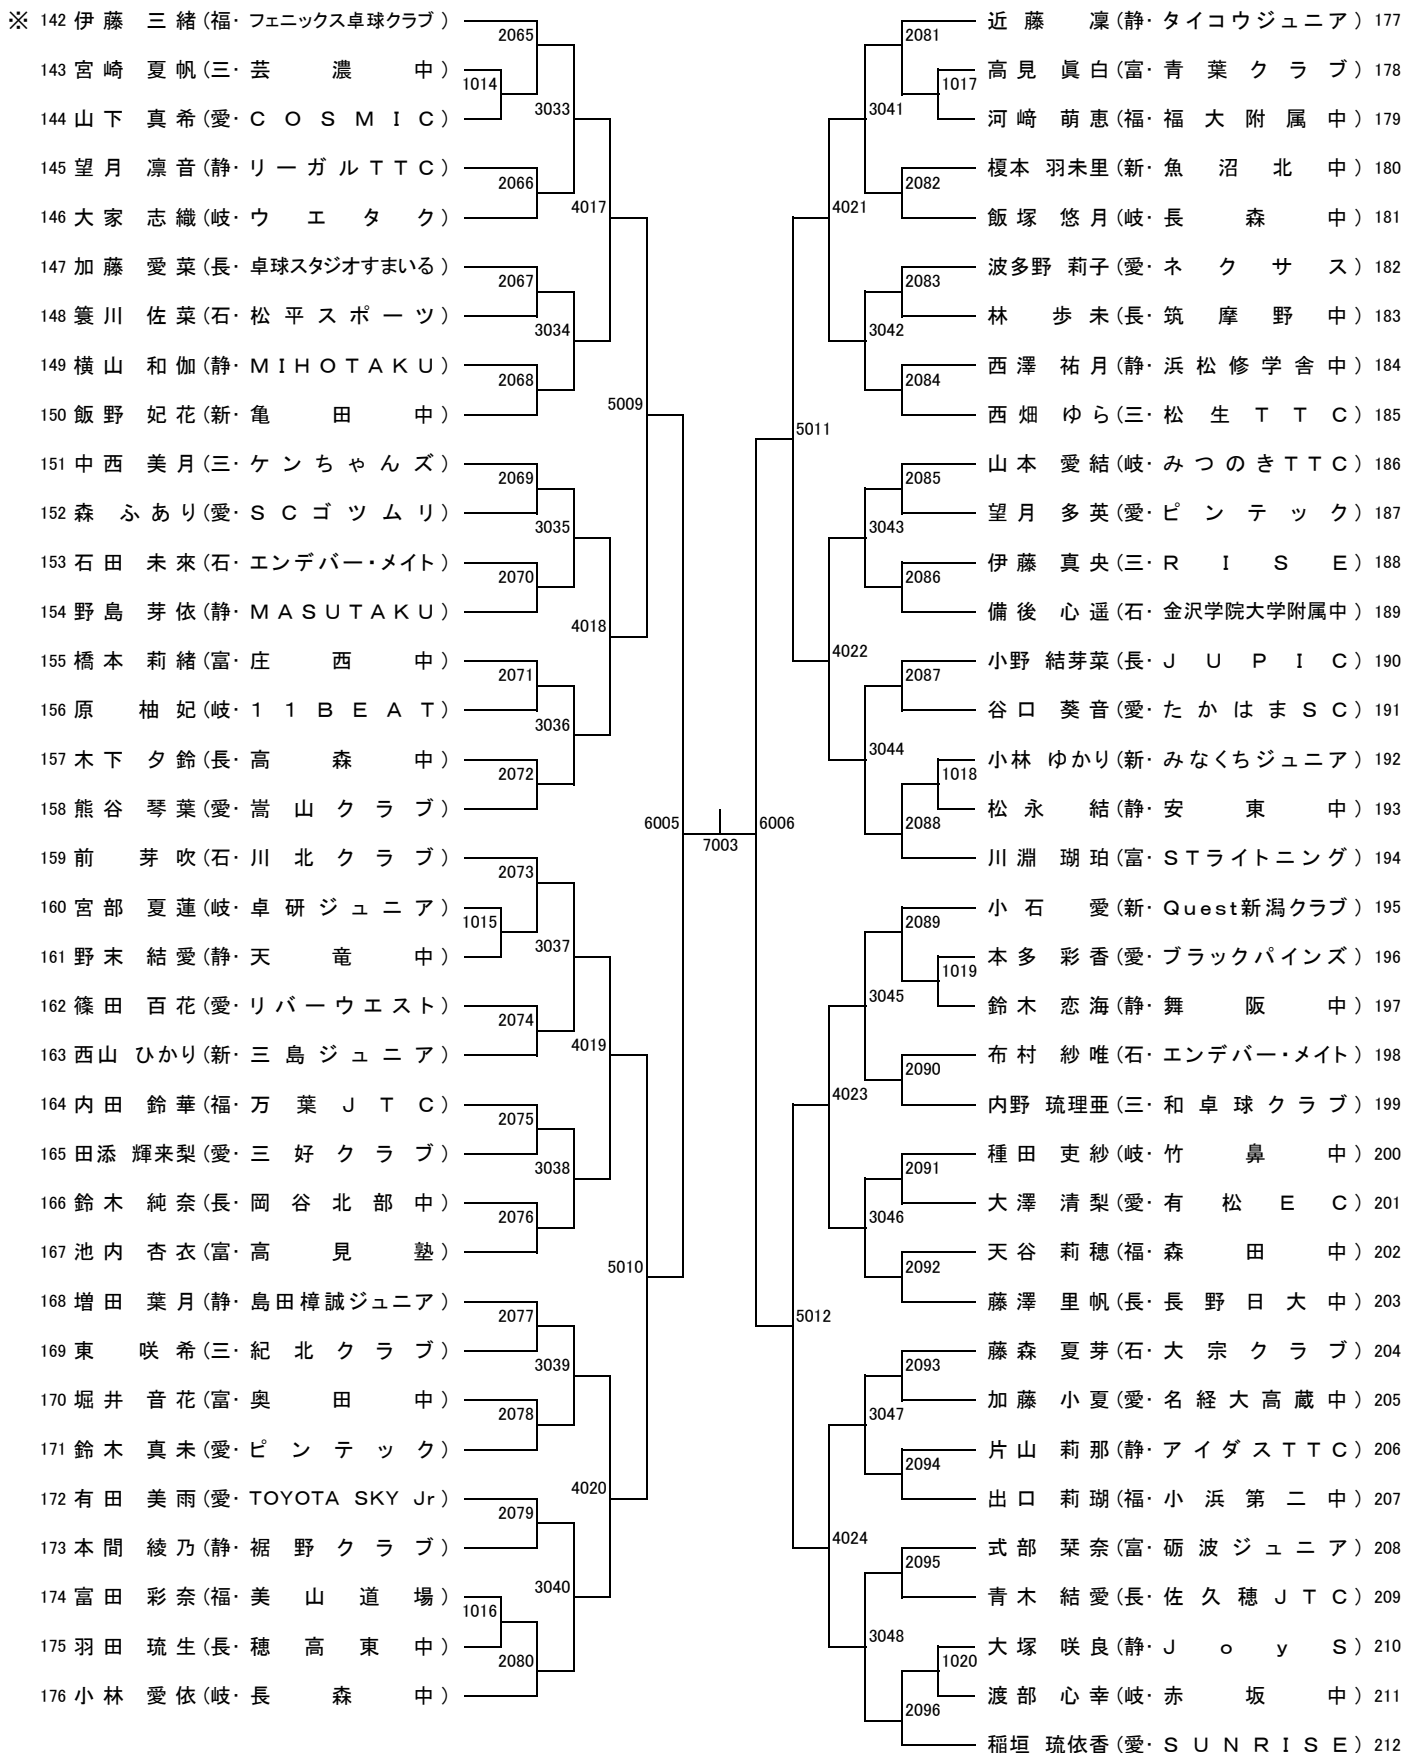 ※ 142 伊藤 三緒 (福・フェニックス卓球クラブ)
143 宮崎 夏帆 (三・芸濃中)
144 山下 真希 (愛・COSMIC)
145 望月 凛音 (静・リーガルTTC)
146 大家 志織 (岐・ウエタク)
147 加藤 愛菜 (長・卓球スタジオすまいる)
148 簑川 佐菜 (石・松平スポーツ)
149 横山 和伽 (静・MIHOTAKU)
150 飯野 妃花 (新・亀田中)
151 中西 美月 (三・ケンちゃんズ)
152 森 ふあり (愛・SCゴツムリ)
153 石田 未來 (石・エンデバー・メイト)
154 野島 芽依 (静・MASUTAKU)
155 橋本 莉緒 (富・庄西中)
156 原 柚妃 (岐・11BEAT)
157 木下 夕鈴 (長・高森中)
158 熊谷 琴葉 (愛・嵩山クラブ)
159 前 芽吹 (石・川北クラブ)
160 宮部 夏蓮 (岐・卓研ジュニア)
161 野末 結愛 (静・天竜中)
162 篠田 百花 (愛・リバーウエスト)
163 西山 ひかり (新・三島ジュニア)
164 内田 鈴華 (福・万葉JTC)
165 田添 輝来梨 (愛・三好クラブ)
166 鈴木 純奈 (長・岡谷北部中)
167 池内 杏衣 (富・高見塾)
168 増田 葉月 (静・島田樟誠ジュニア)
169 東 咲希 (三・紀北クラブ)
170 堀井 音花 (富・奥田中)
171 鈴木 真未 (愛・ピンテック)
172 有田 美雨 (愛・TOYOTA SKY Jr)
173 本間 綾乃 (静・裾野クラブ)
174 富田 彩奈 (福・美山道場)
175 羽田 琉生 (長・穂高東中)
176 小林 愛依 (岐・長森中)
1014
1015
1016
2065
2066
2067
2068
2069
2070
2071
2072
2073
2074
2075
2076
2077
2078
2079
2080
3033
3034
3035
3036
3037
3038
3039
3040
4017
4018
4019
4020
5009
5010
6005
7003
6006
5011
5012
4021
4022
4023
4024
3041
3042
3043
3044
3045
3046
3047
3048
2081
2082
2083
2084
2085
2086
2087
2088
2089
2090
2091
2092
2093
2094
2095
2096
1017
1018
1019
1020
近藤 凜 (静・タイコウジュニア) 177
高見 眞白 (富・青葉クラブ) 178
河﨑 萌恵 (福・福大附属中) 179
榎本 羽未里 (新・魚沼北中) 180
飯塚 悠月 (岐・長森中) 181
波多野 莉子 (愛・ネクサス) 182
林 歩未 (長・筑摩野中) 183
西澤 祐月 (静・浜松修学舎中) 184
西畑 ゆら (三・松生TTC) 185
山本 愛結 (岐・みつのきTTC) 186
望月 多英 (愛・ピンテック) 187
伊藤 真央 (三・RISE) 188
備後 心遥 (石・金沢学院大学附属中) 189
小野 結芽菜 (長・JUPIC) 190
谷口 葵音 (愛・たかはまSC) 191
小林 ゆかり (新・みなくちジュニア) 192
松永 結 (静・安東中) 193
川淵 瑚珀 (富・STライトニング) 194
小石 愛 (新・Quest新潟クラブ) 195
本多 彩香 (愛・ブラックパインズ) 196
鈴木 恋海 (静・舞阪中) 197
布村 紗唯 (石・エンデバー・メイト) 198
内野 琉理亜 (三・和卓球クラブ) 199
種田 吏紗 (岐・竹鼻中) 200
大澤 清梨 (愛・有松EC) 201
天谷 莉穂 (福・森田中) 202
藤澤 里帆 (長・長野日大中) 203
藤森 夏芽 (石・大宗クラブ) 204
加藤 小夏 (愛・名経大高蔵中) 205
片山 莉那 (静・アイダスTTC) 206
出口 莉瑚 (福・小浜第二中) 207
式部 栞奈 (富・砺波ジュニア) 208
青木 結愛 (長・佐久穂JTC) 209
大塚 咲良 (静・JoyS) 210
渡部 心幸 (岐・赤坂中) 211
稲垣 琉依香 (愛・SUNRISE) 212